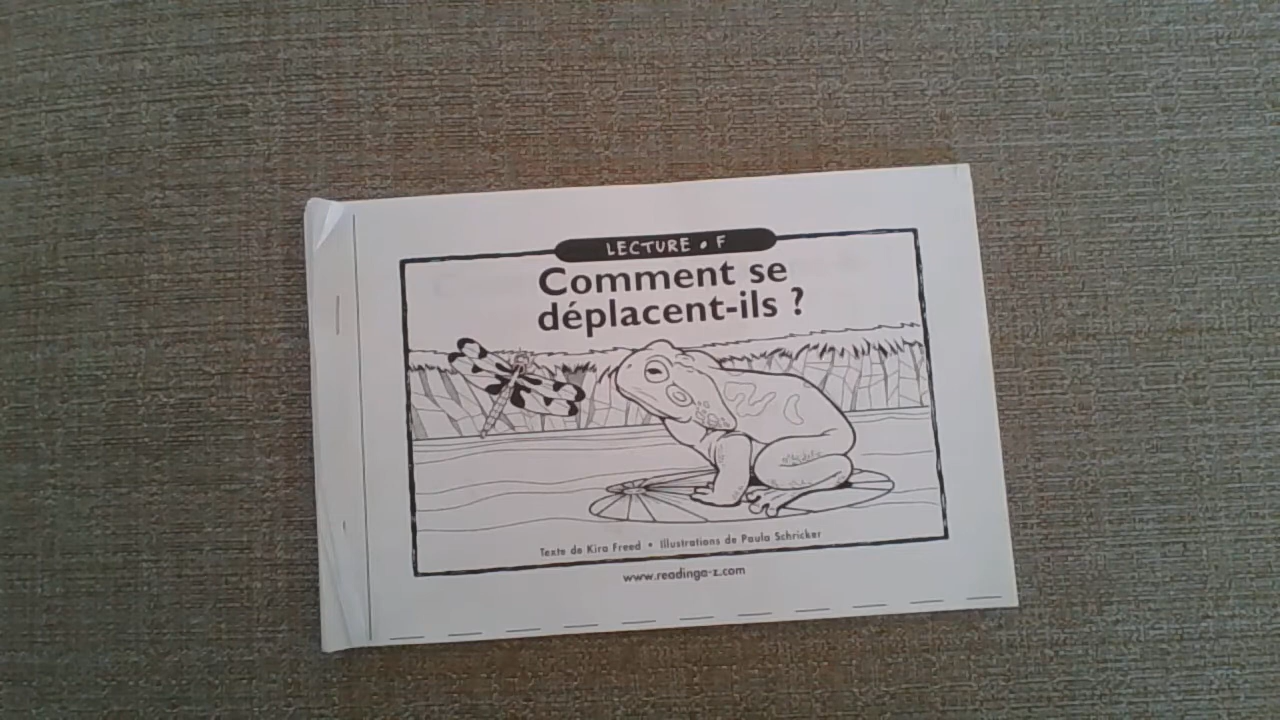 LECTURE • F
Comment se
déplacent-ils ?
Texte de Kira Freed • Illustrations de Paula Schricker
www.readinga-z.com